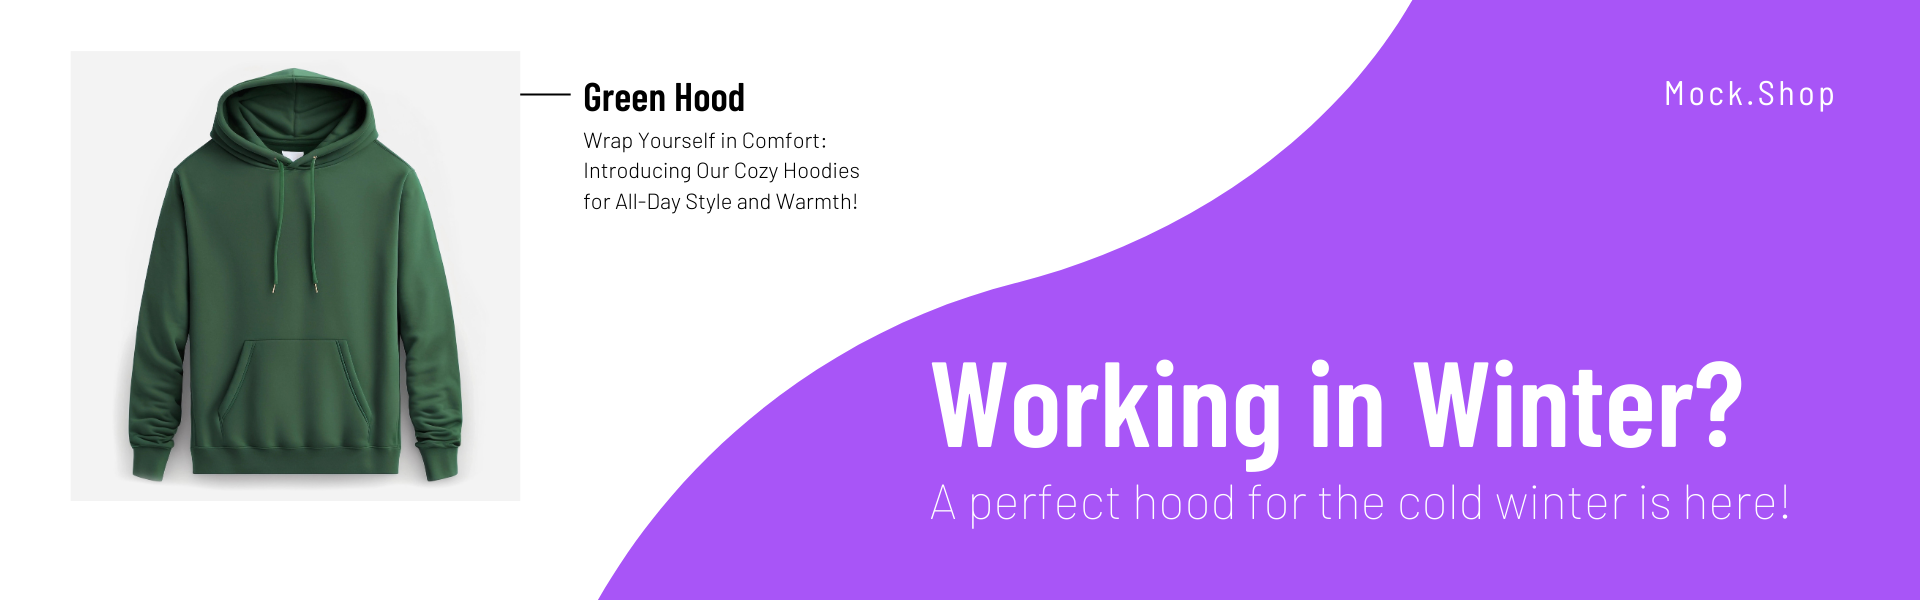 Green Hood
Wrap Yourself in Comfort:
Introducing Our Cozy Hoodies
for All-Day Style and Warmth!
Mock.Shop
Working in Winter?
A perfect hood for the cold winter is here!